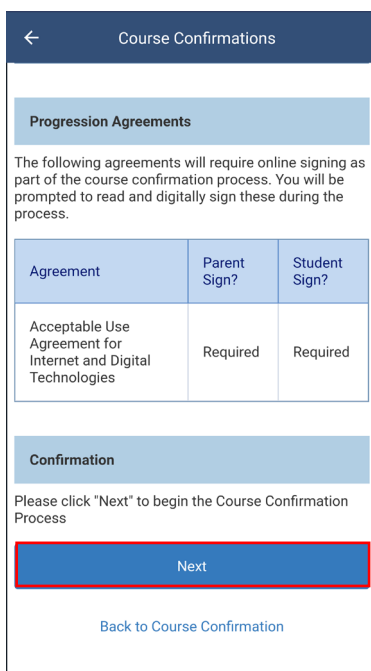 Course Confirmations
Progression Agreements
The following agreements will require online signing as
part of the course confirmation process. You will be
prompted to read and digitally sign these during the
process.
Agreement
Parent
Sign?
Student
Sign?
Acceptable Use
Agreement for
Internet and Digital
Technologies
Required
Required
Confirmation
Please click "Next" to begin the Course Confirmation
Process
Next
Back to Course Confirmation